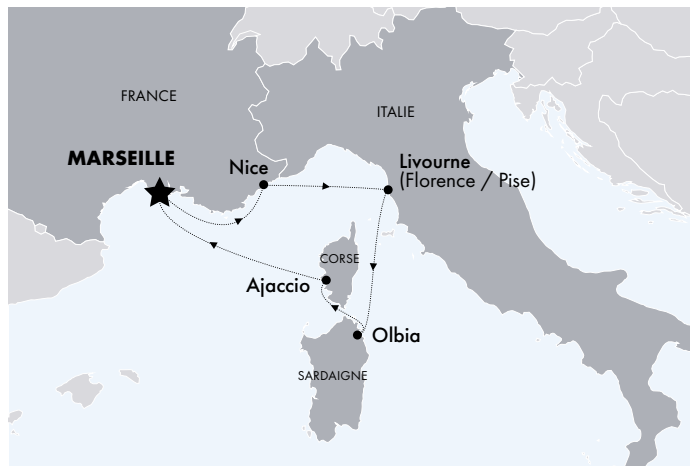 FRANCE
ITALIE
MARSEILLE
Nice
Livourne
(Florence / Pise)
CORSE
Ajaccio
Olbia
SARDAIGNE